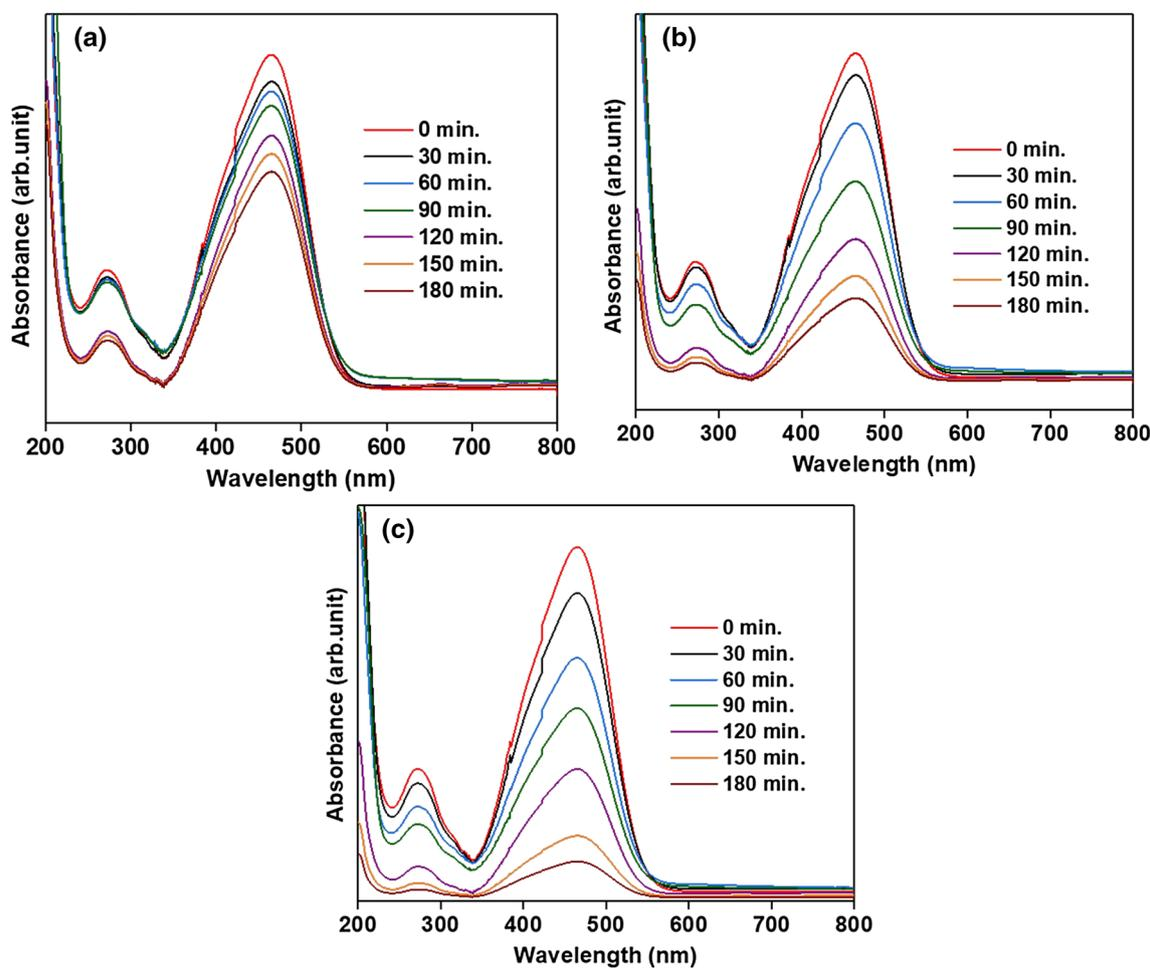 (a)
0 min.
30 min.
60 min.
90 min.
120 min.
150 min.
180 min.
Absorbance (arb.unit)
200 300 400 500 600 700 800
Wavelength (nm)
(b)
0 min.
30 min.
60 min.
90 min.
120 min.
150 min.
180 min.
Absorbance (arb.unit)
200 300 400 500 600 700 800
Wavelength (nm)
(c)
0 min.
30 min.
60 min.
90 min.
120 min.
150 min.
180 min.
Absorbance (arb.unit)
200 300 400 500 600 700 800
Wavelength (nm)